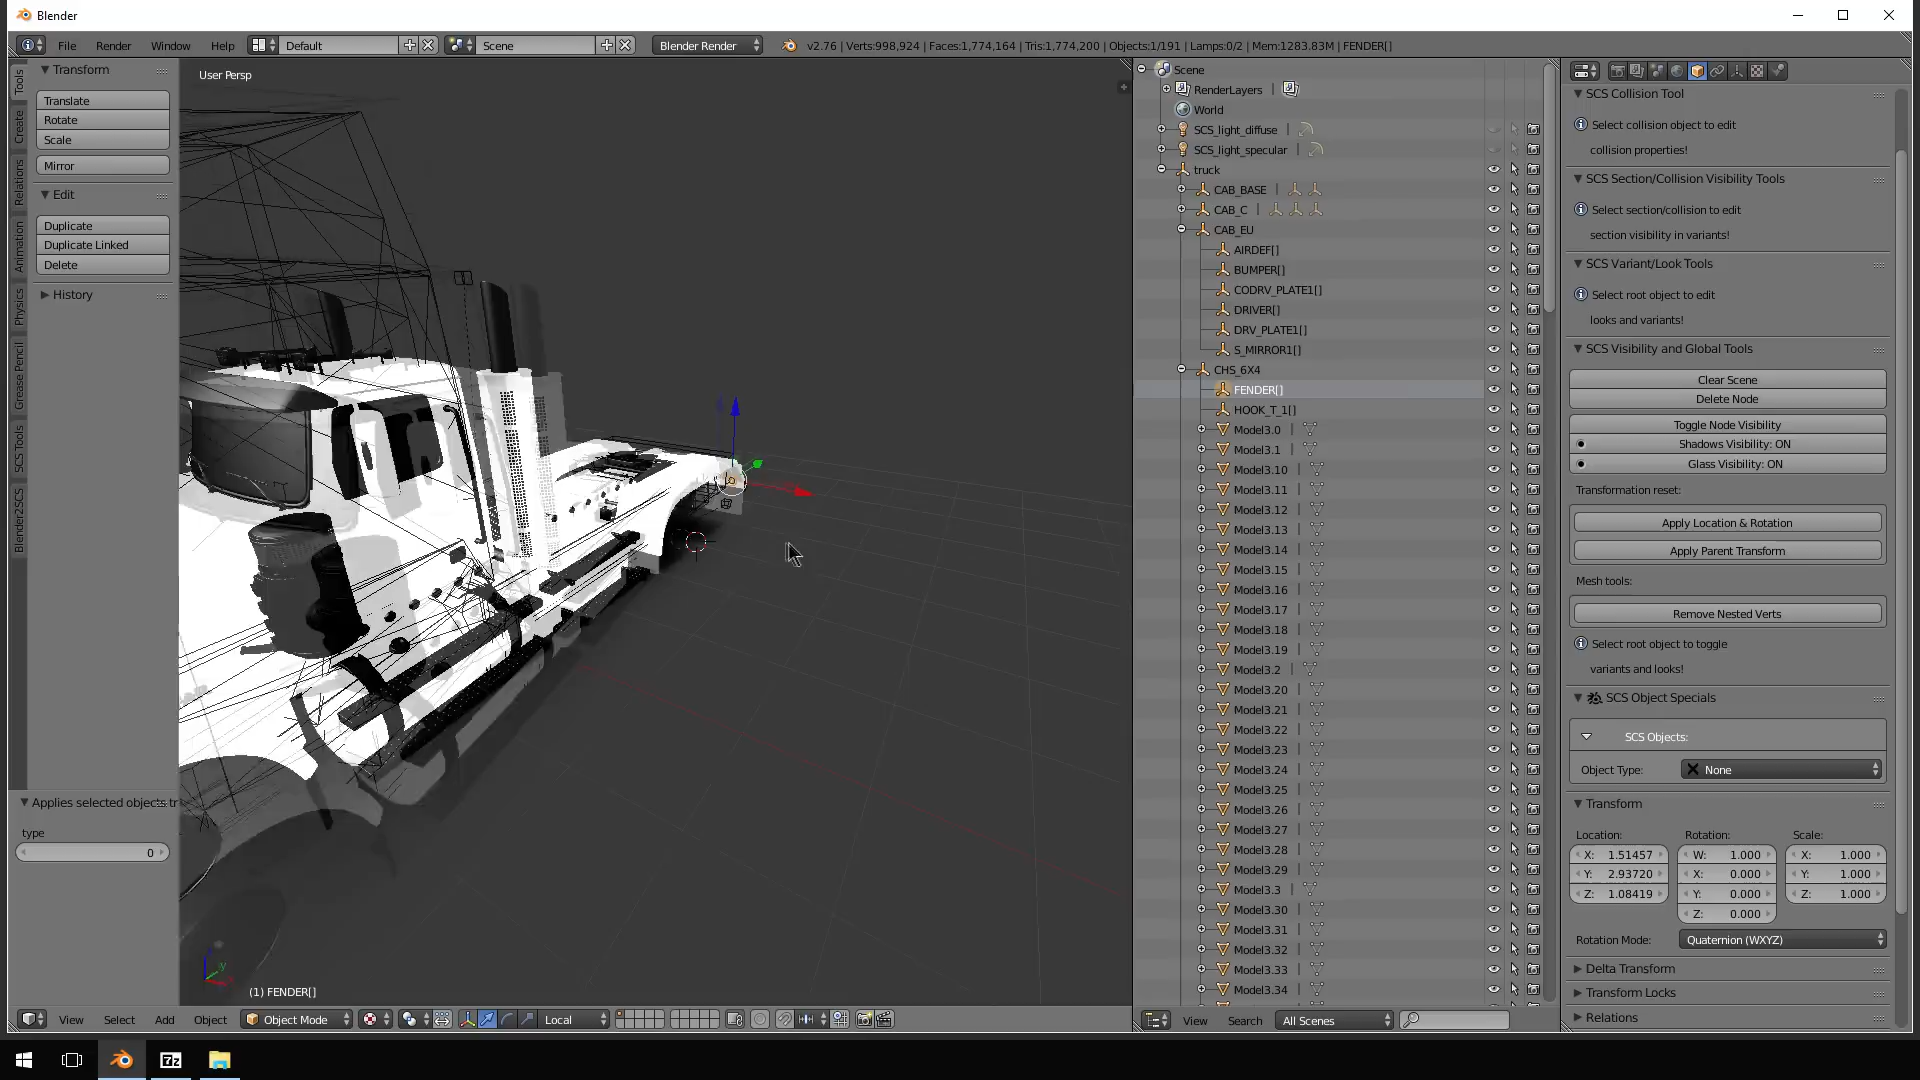 Blender
File Render Window Help Default Scene Blender Render v2.76 | Verts:998,924 | Faces:1,774,164 | Tris:1,774,200 | Objects:1/191 | Lamps:0/2 | Mem:1283.83M | FENDER[]
Transform
Translate
Rotate
Scale
Mirror
Edit
Duplicate
Duplicate Linked
Delete
History
Tools
Create
Relations
Animation
Physics
Grease Pencil
SCS Tools
Blender2SCS
Applies selected objects tr
type
0
User Persp
(1) FENDER[]
View Select Add Object Object Mode Local
Scene
RenderLayers |
World
SCS_light_diffuse |
SCS_light_specular |
truck
CAB_BASE |
CAB_C |
CAB_EU
AIRDEF[]
BUMPER[]
CODRV_PLATE1[]
DRIVER[]
DRV_PLATE1[]
S_MIRROR1[]
CHS_6X4
FENDER[]
HOOK_T_1[]
Model3.0 |
Model3.1 |
Model3.10 |
Model3.11 |
Model3.12 |
Model3.13 |
Model3.14 |
Model3.15 |
Model3.16 |
Model3.17 |
Model3.18 |
Model3.19 |
Model3.2 |
Model3.20 |
Model3.21 |
Model3.22 |
Model3.23 |
Model3.24 |
Model3.25 |
Model3.26 |
Model3.27 |
Model3.28 |
Model3.29 |
Model3.3 |
Model3.30 |
Model3.31 |
Model3.32 |
Model3.33 |
Model3.34 |
View Search All Scenes
SCS Collision Tool
Select collision object to edit
collision properties!
SCS Section/Collision Visibility Tools
Select section/collision to edit
section visibility in variants!
SCS Variant/Look Tools
Select root object to edit
looks and variants!
SCS Visibility and Global Tools
Clear Scene
Delete Node
Toggle Node Visibility
Shadows Visibility: ON
Glass Visibility: ON
Transformation reset:
Apply Location & Rotation
Apply Parent Transform
Mesh tools:
Remove Nested Verts
Select root object to toggle
variants and looks!
SCS Object Specials
SCS Objects:
Object Type: None
Transform
Location: Rotation: Scale:
X: 1.51457 W: 1.000 X: 1.000
Y: 2.93720 X: 0.000 Y: 1.000
Z: 1.08419 Y: 0.000 Z: 1.000
Z: 0.000
Rotation Mode: Quaternion (WXYZ)
Delta Transform
Transform Locks
Relations
7z